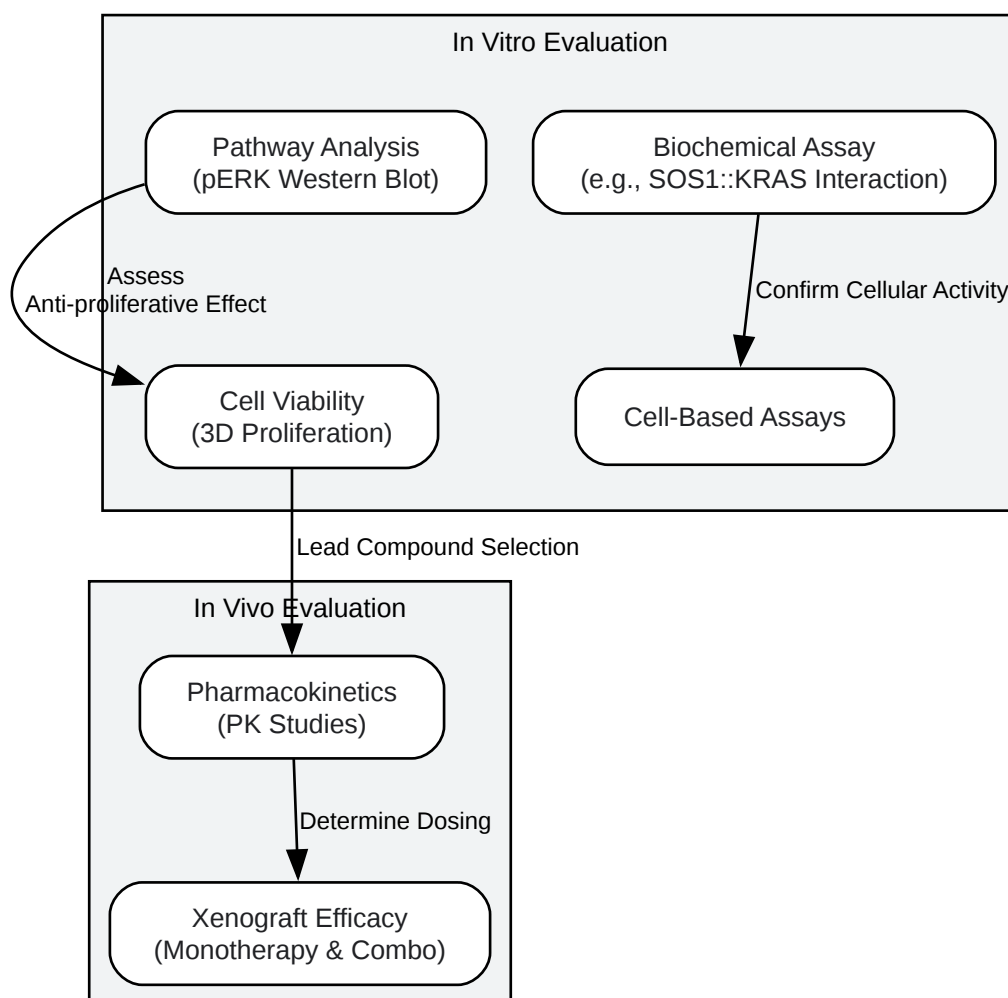 In Vitro Evaluation
Pathway Analysis
(pERK Western Blot)
Biochemical Assay
(e.g., SOS1::KRAS Interaction)
Assess
Anti-proliferative Effect
Confirm Cellular Activity
Cell Viability
(3D Proliferation)
Cell-Based Assays
Lead Compound Selection
In Vivo Evaluation
Pharmacokinetics
(PK Studies)
Determine Dosing
Xenograft Efficacy
(Monotherapy & Combo)